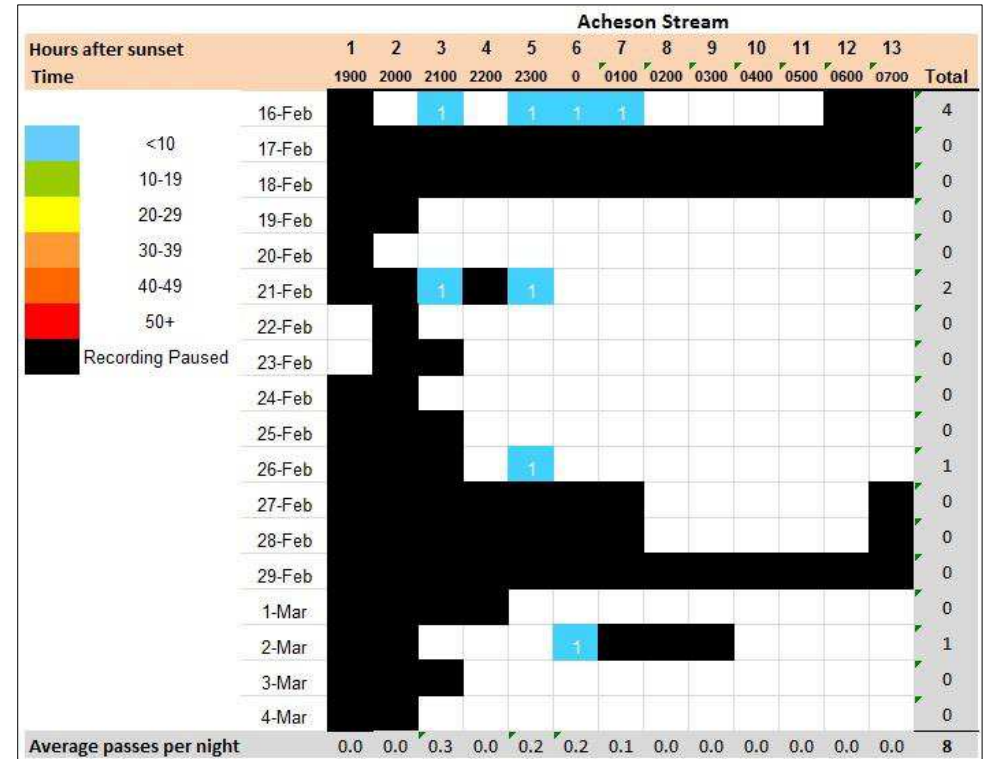 Acheson Stream
Hours after sunset 1 2 3 4 5 6 7 8 9 10 11 12 13
Time 1900 2000 2100 2200 2300 0 0100 0200 0300 0400 0500 0600 0700 Total
16-Feb 1 1 1 1 4
<10 17-Feb 0
10-19 18-Feb 0
20-29 19-Feb 0
30-39 20-Feb 0
40-49 21-Feb 1 1 2
50+ 22-Feb 0
Recording Paused 23-Feb 0
24-Feb 0
25-Feb 0
26-Feb 1 1
27-Feb 0
28-Feb 0
29-Feb 0
1-Mar 0
2-Mar 1 1
3-Mar 0
4-Mar 0
Average passes per night 0.0 0.0 0.3 0.0 0.2 0.2 0.1 0.0 0.0 0.0 0.0 0.0 0.0 8